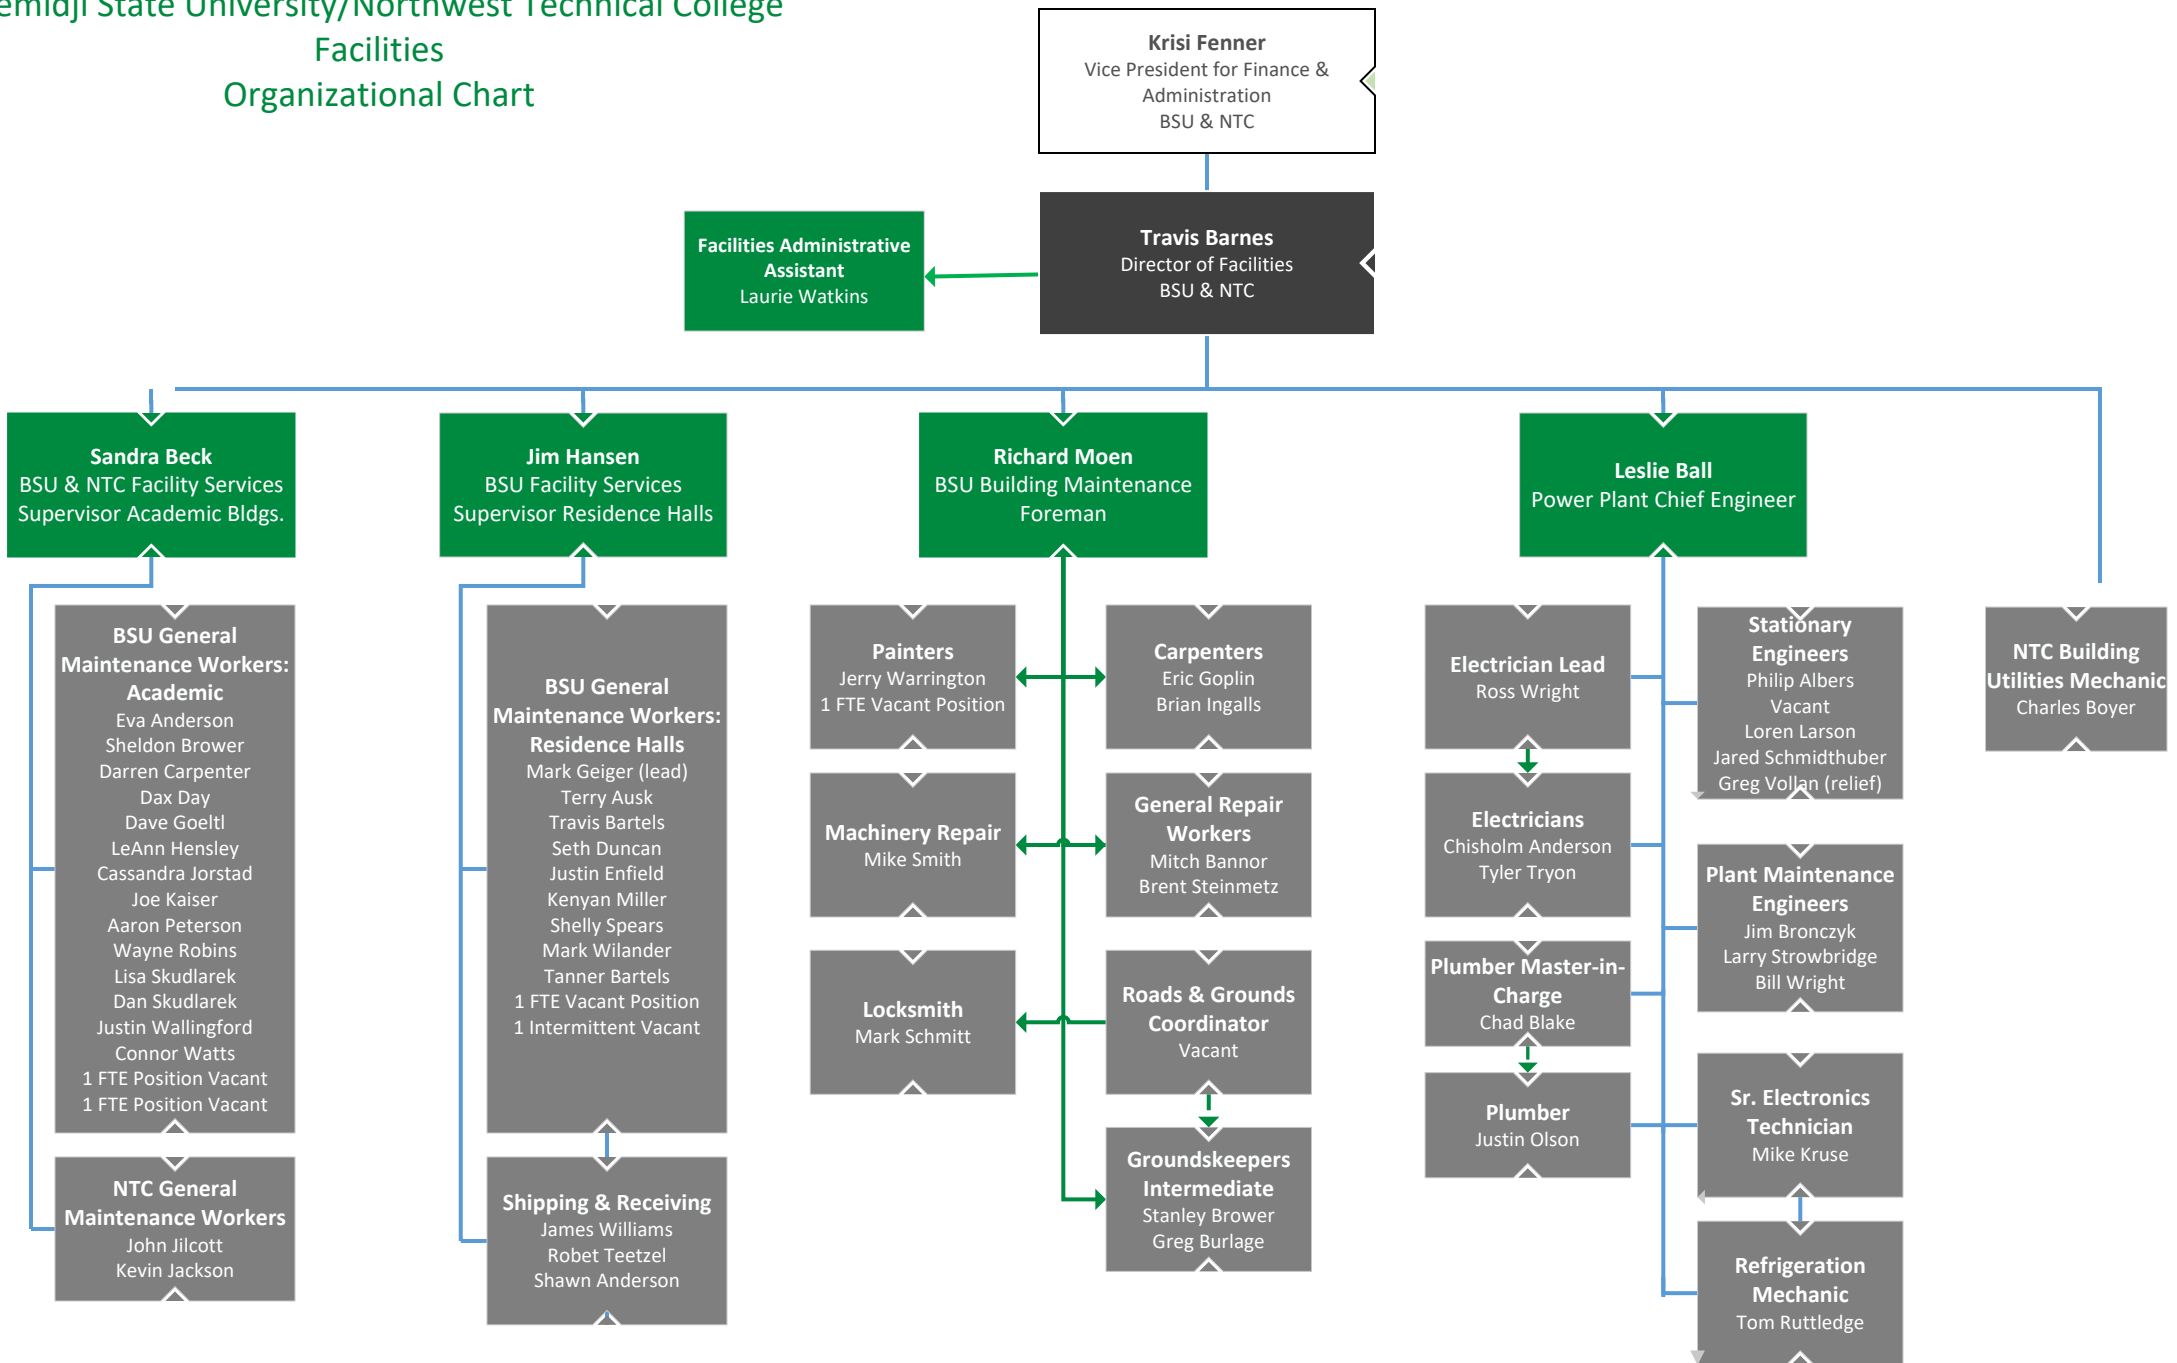 emidji State University/Northwest Technical College
Facilities
Organizational Chart
Krisi Fenner
Vice President for Finance &
Administration
BSU & NTC
Travis Barnes
Director of Facilities
BSU & NTC
Facilities Administrative
Assistant
Laurie Watkins
Sandra Beck
BSU & NTC Facility Services
Supervisor Academic Bldgs.
Jim Hansen
BSU Facility Services
Supervisor Residence Halls
Richard Moen
BSU Building Maintenance
Foreman
Leslie Ball
Power Plant Chief Engineer
BSU General
Maintenance Workers:
Academic
Eva Anderson
Sheldon Brower
Darren Carpenter
Dax Day
Dave Goeltl
LeAnn Hensley
Cassandra Jorstad
Joe Kaiser
Aaron Peterson
Wayne Robins
Lisa Skudlarek
Dan Skudlarek
Justin Wallingford
Connor Watts
1 FTE Position Vacant
1 FTE Position Vacant
NTC General
Maintenance Workers
John Jilcott
Kevin Jackson
BSU General
Maintenance Workers:
Residence Halls
Mark Geiger (lead)
Terry Ausk
Travis Bartels
Seth Duncan
Justin Enfield
Kenyan Miller
Shelly Spears
Mark Wilander
Tanner Bartels
1 FTE Vacant Position
1 Intermittent Vacant
Shipping & Receiving
James Williams
Robet Teetzel
Shawn Anderson
Painters
Jerry Warrington
1 FTE Vacant Position
Carpenters
Eric Goplin
Brian Ingalls
Machinery Repair
Mike Smith
General Repair
Workers
Mitch Bannor
Brent Steinmetz
Locksmith
Mark Schmitt
Roads & Grounds
Coordinator
Vacant
Groundskeepers
Intermediate
Stanley Brower
Greg Burlage
Electrician Lead
Ross Wright
Electricians
Chisholm Anderson
Tyler Tryon
Plumber Master-in-
Charge
Chad Blake
Plumber
Justin Olson
Stationary
Engineers
Philip Albers
Vacant
Loren Larson
Jared Schmidthuber
Greg Vollan (relief)
Plant Maintenance
Engineers
Jim Bronczyk
Larry Strowbridge
Bill Wright
Sr. Electronics
Technician
Mike Kruse
Refrigeration
Mechanic
Tom Ruttledge
NTC Building
Utilities Mechanic
Charles Boyer